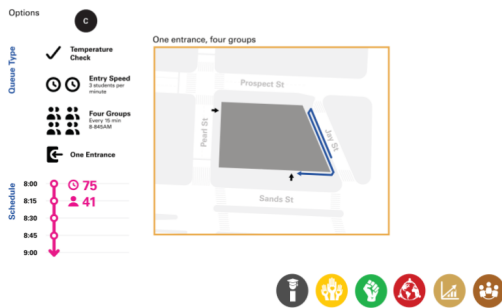 Options
C
One entrance, four groups
Queue Type
Temperature
Check
Entry Speed
3 students per
minute
Four Groups
Every 15 min
8-845AM
One Entrance
Prospect St
Pearl St
Jay St
Sands St
Schedule
8:00
75
8:15
41
8:30
8:45
9:00